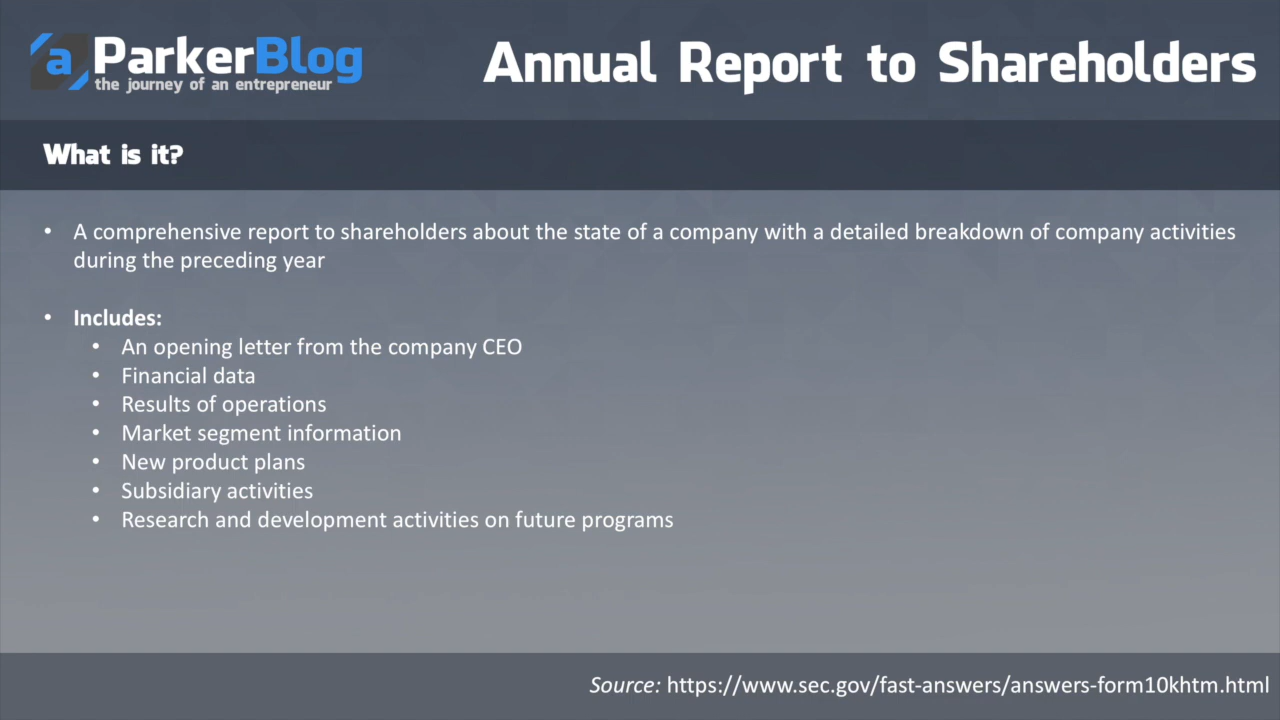 a ParkerBlog
the journey of an entrepreneur
Annual Report to Shareholders
What is it?
• A comprehensive report to shareholders about the state of a company with a detailed breakdown of company activities
during the preceding year
• Includes:
• An opening letter from the company CEO
• Financial data
• Results of operations
• Market segment information
• New product plans
• Subsidiary activities
• Research and development activities on future programs
Source: https://www.sec.gov/fast-answers/answers-form10khtm.html